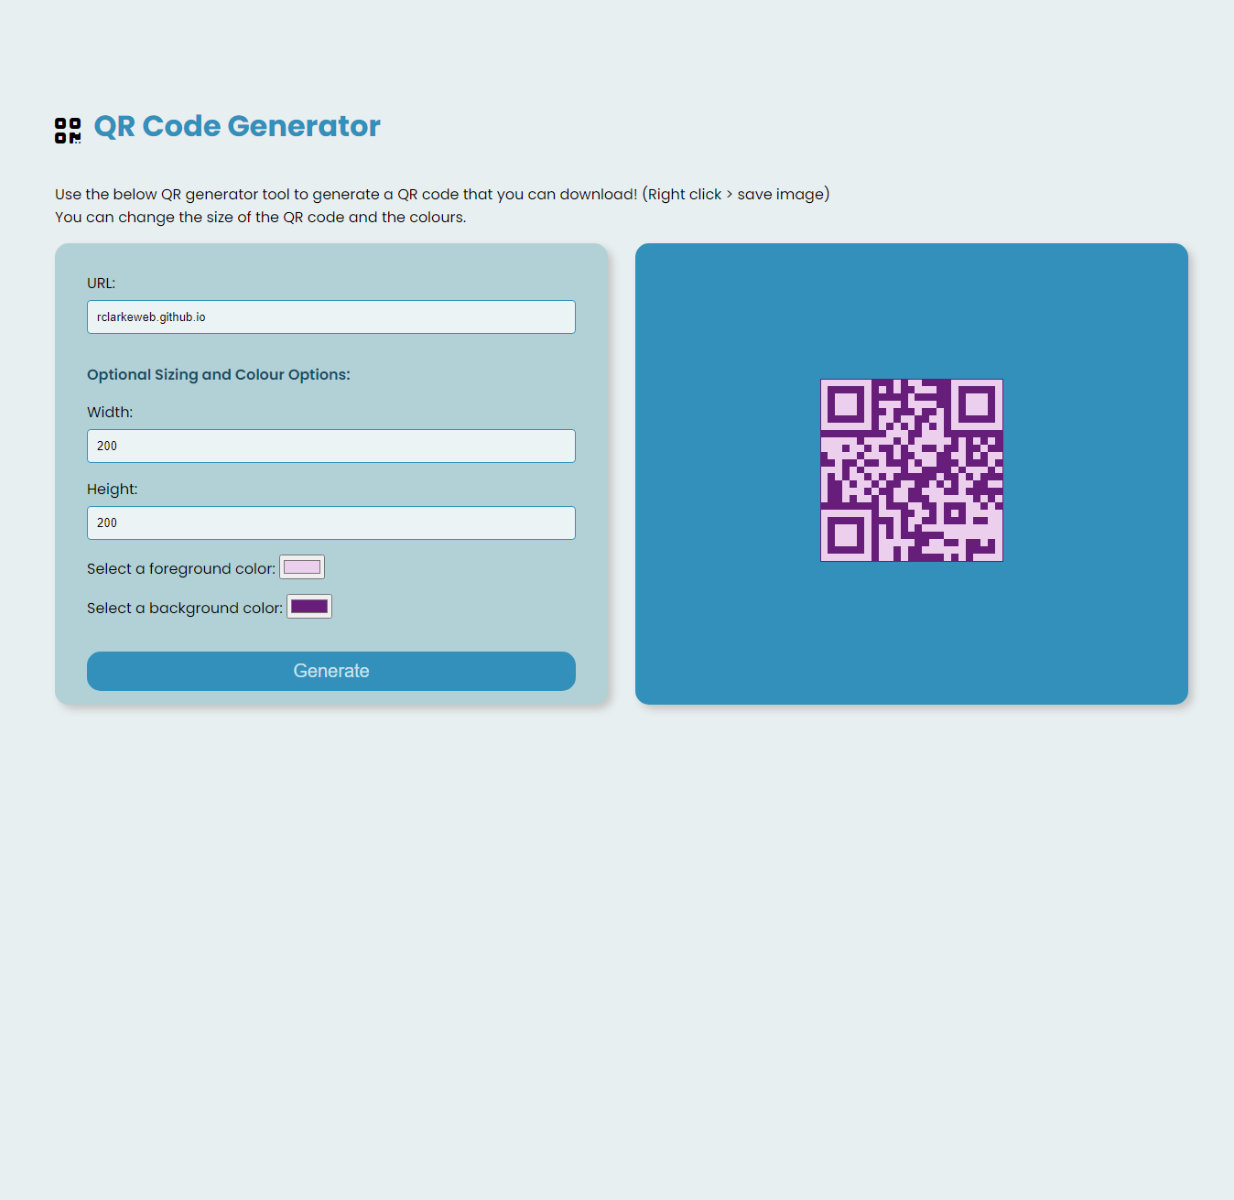 QR Code Generator
Use the below QR generator tool to generate a QR code that you can download! (Right click > save image)
You can change the size of the QR code and the colours.
URL:
rclarkeweb.github.io
Optional Sizing and Colour Options:
Width:
200
Height:
200
Select a foreground color:
Select a background color:
Generate